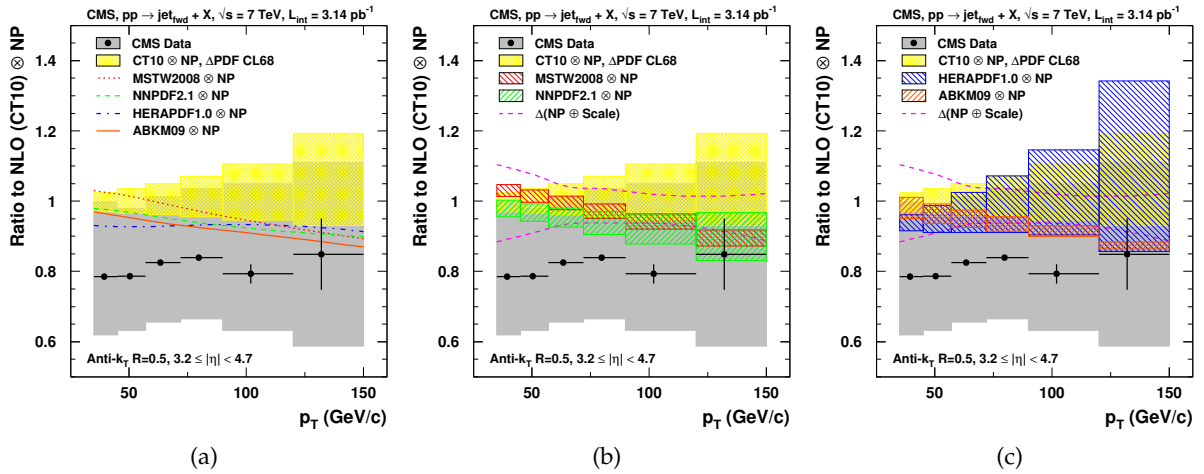 CMS, pp → jet_fwd + X, √s = 7 TeV, L_int = 3.14 pb⁻¹
Ratio to NLO (CT10) ⊗ NP
1.4
1.2
1
0.8
0.6
CMS Data
CT10 ⊗ NP, ΔPDF CL68
MSTW2008 ⊗ NP
NNPDF2.1 ⊗ NP
HERAPDF1.0 ⊗ NP
ABKM09 ⊗ NP
Anti-k_T R=0.5, 3.2 ≤ |η| < 4.7
50 100 150
p_T (GeV/c)
(a)
CMS, pp → jet_fwd + X, √s = 7 TeV, L_int = 3.14 pb⁻¹
Ratio to NLO (CT10) ⊗ NP
1.4
1.2
1
0.8
0.6
CMS Data
CT10 ⊗ NP, ΔPDF CL68
MSTW2008 ⊗ NP
NNPDF2.1 ⊗ NP
Δ(NP ⊕ Scale)
Anti-k_T R=0.5, 3.2 ≤ |η| < 4.7
50 100 150
p_T (GeV/c)
(b)
CMS, pp → jet_fwd + X, √s = 7 TeV, L_int = 3.14 pb⁻¹
Ratio to NLO (CT10) ⊗ NP
1.4
1.2
1
0.8
0.6
CMS Data
CT10 ⊗ NP, ΔPDF CL68
HERAPDF1.0 ⊗ NP
ABKM09 ⊗ NP
Δ(NP ⊕ Scale)
Anti-k_T R=0.5, 3.2 ≤ |η| < 4.7
50 100 150
p_T (GeV/c)
(c)